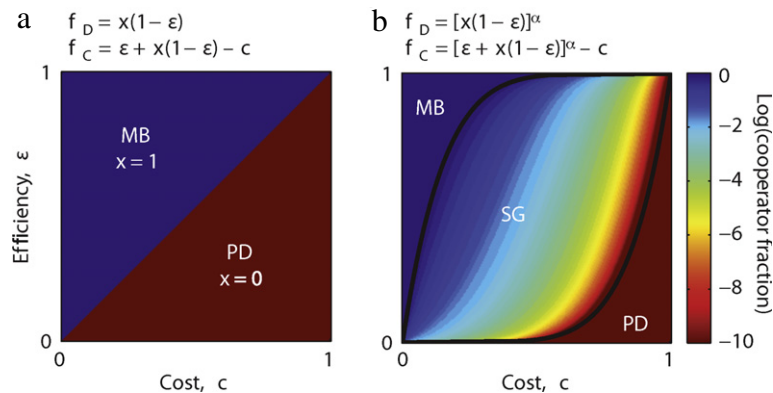 a
f D = x(1− ε)
f C = ε + x(1− ε) − c
1
MB
x = 1
PD
x = 0
Efficiency, ε
0
0
1
Cost, c
b
f D = [x(1− ε)]^α
f C = [ε + x(1− ε)]^α − c
1
MB
SG
PD
0
0
1
Cost, c
0
−2
−4
−6
−8
−10
Log(cooperator fraction)